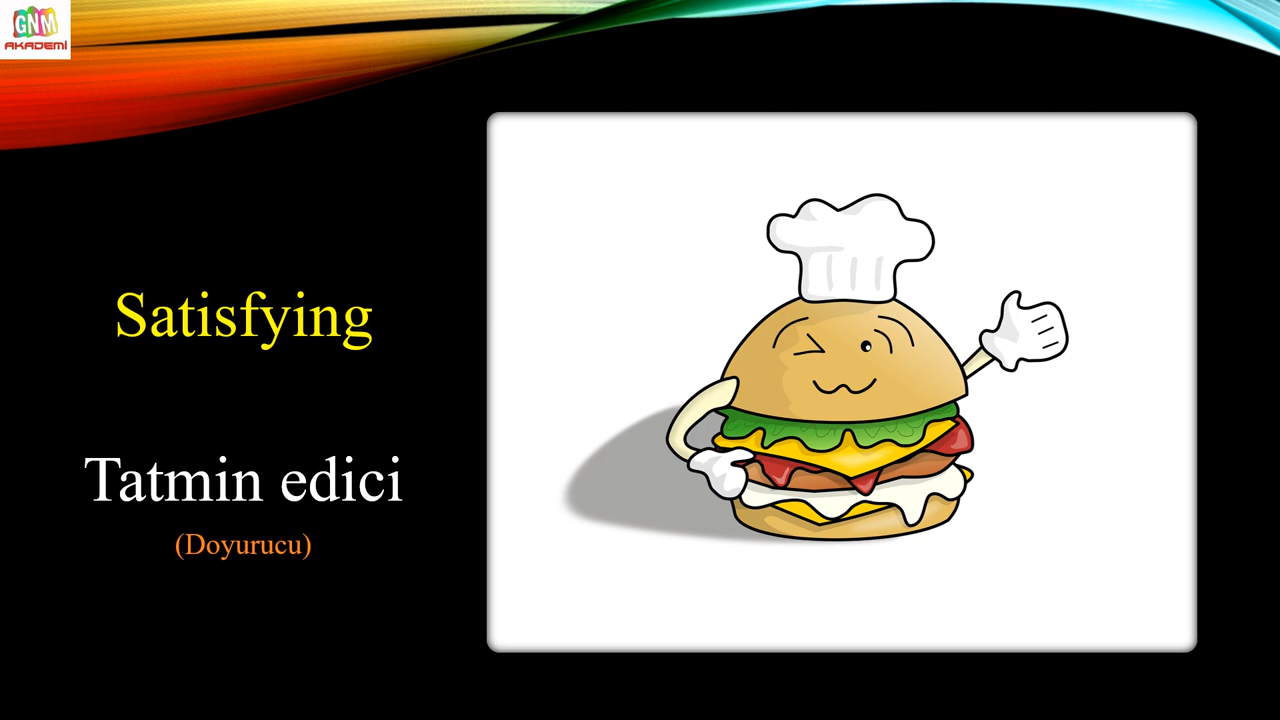 GNM
AKADEMİ
Satisfying
Tatmin edici
(Doyurucu)